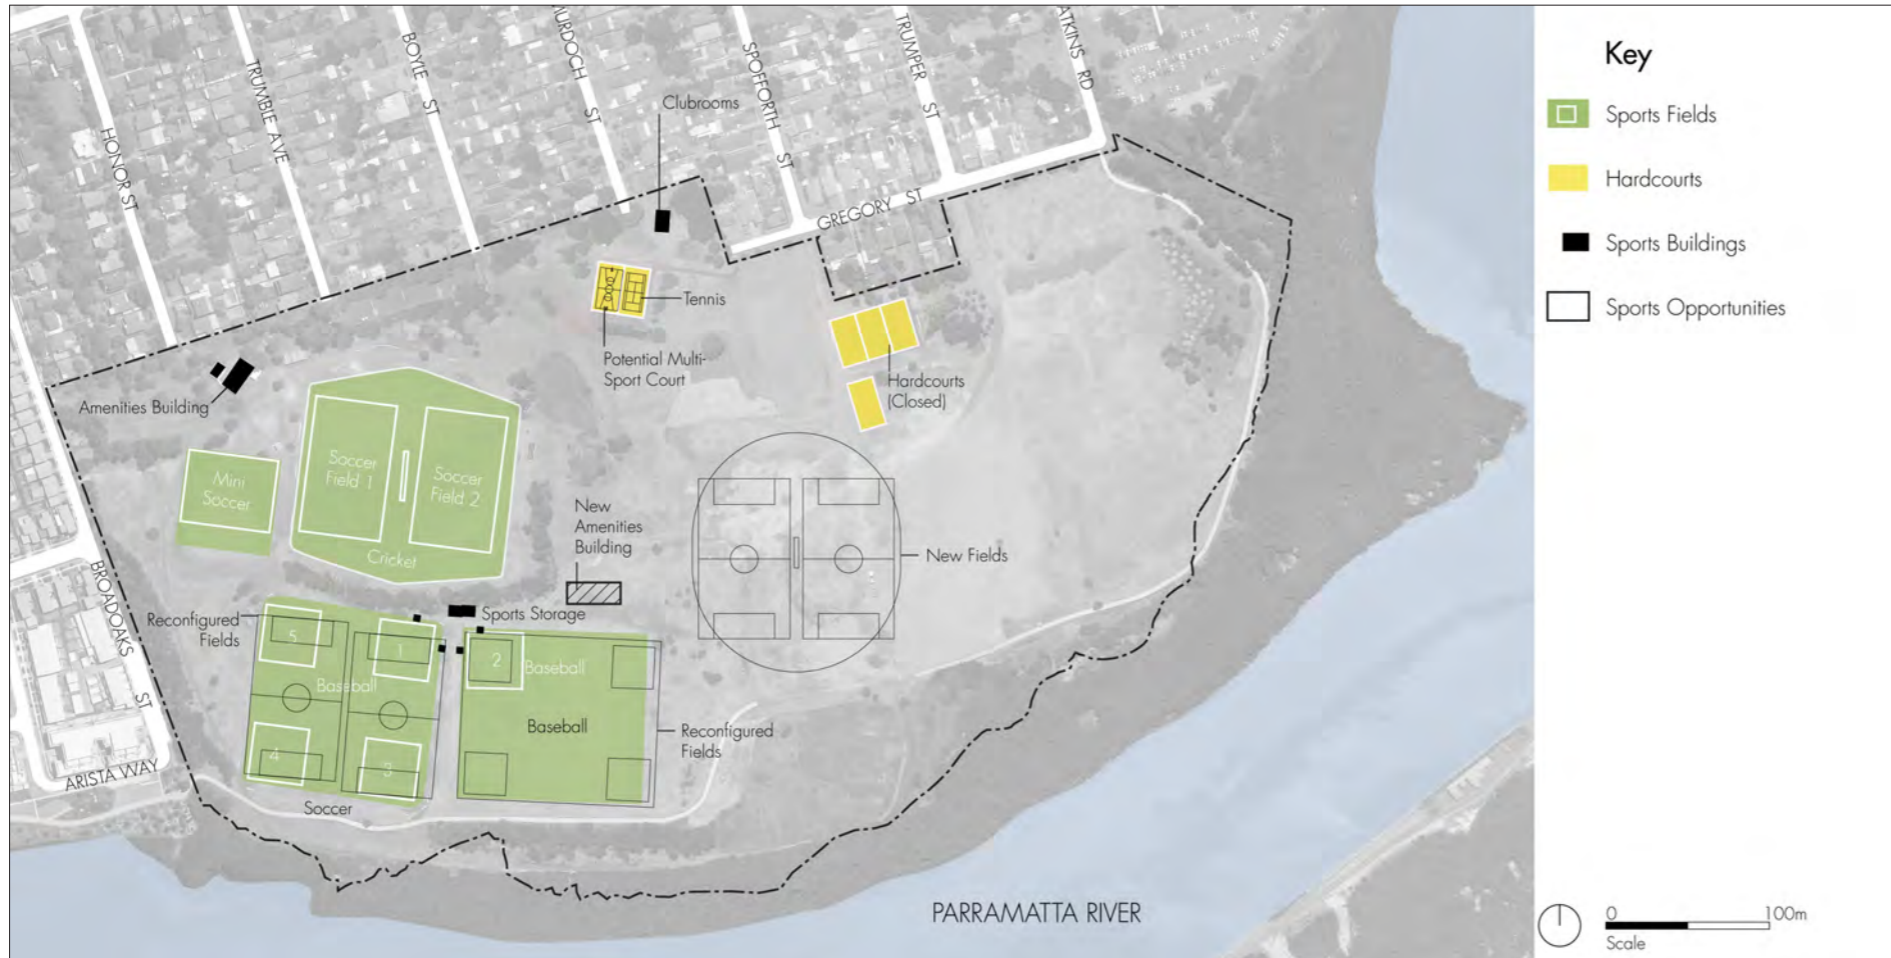 HONOR ST
TRUMBLE AVE
BOYLE ST
MURDOCH ST
SPOFFORTH ST
TRUMPER ST
ATKINS RD
GREGORY ST
Clubrooms
Tennis
Potential Multi-
Sport Court
Hardcourts
(Closed)
Amenities Building
Mini
Soccer
Soccer
Field 1
Soccer
Field 2
Cricket
New
Amenities
Building
New Fields
BROADOAKS ST
Reconfigured
Fields
Sports Storage
5
1
2
Baseball
Baseball
Baseball
4
3
Reconfigured
Fields
ARISTA WAY
Soccer
PARRAMATTA RIVER
Key
Sports Fields
Hardcourts
Sports Buildings
Sports Opportunities
0 100m
Scale